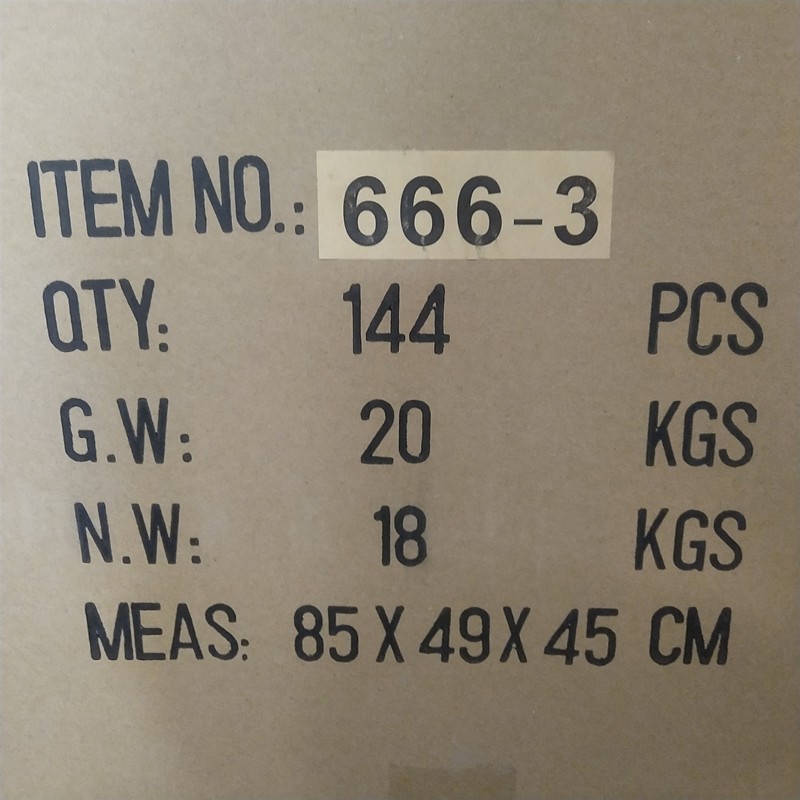 ITEM NO.: 666-3
QTY: 144 PCS
G.W: 20 KGS
N.W: 18 KGS
MEAS: 85 X 49 X 45 CM